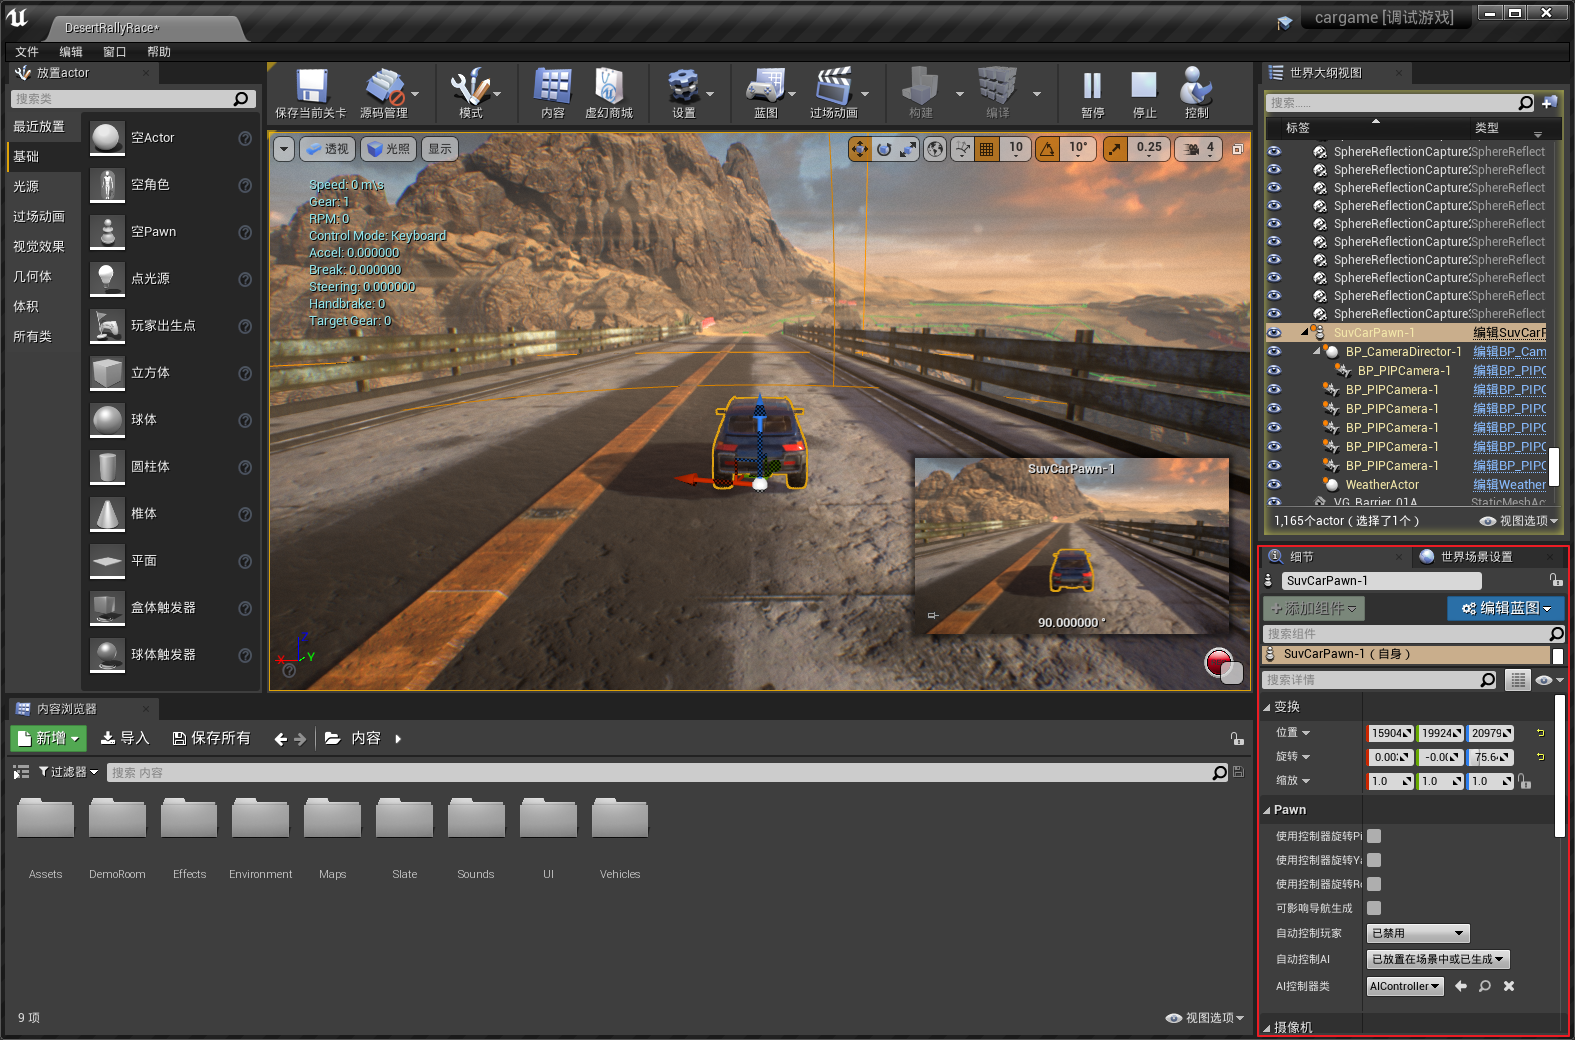 DesertRallyRace*
cargame [调试游戏]
文件 编辑 窗口 帮助
放置actor
搜索类
最近放置
基础
光源
过场动画
视觉效果
几何体
体积
所有类
空Actor
空角色
空Pawn
点光源
玩家出生点
立方体
球体
圆柱体
椎体
平面
盒体触发器
球体触发器
保存当前关卡 源码管理 模式 内容 虚幻商城 设置 蓝图 过场动画 构建 编译 暂停 停止 控制
透视 光照 显示
10 10° 0.25 4
Speed: 0 m\s
Gear: 1
RPM: 0
Control Mode: Keyboard
Accel: 0.000000
Break: 0.000000
Steering: 0.000000
Handbrake: 0
Target Gear: 0
SuvCarPawn-1
90.000000 °
X Y Z
世界大纲视图
搜索......
标签 类型
SphereReflectionCapture SphereReflect
SphereReflectionCapture SphereReflect
SphereReflectionCapture SphereReflect
SphereReflectionCapture SphereReflect
SphereReflectionCapture SphereReflect
SphereReflectionCapture SphereReflect
SphereReflectionCapture SphereReflect
SphereReflectionCapture SphereReflect
SphereReflectionCapture SphereReflect
SphereReflectionCapture SphereReflect
SuvCarPawn-1 编辑SuvCarF
BP_CameraDirector-1 编辑BP_Cam
BP_PIPCamera-1 编辑BP_PIPC
BP_PIPCamera-1 编辑BP_PIPC
BP_PIPCamera-1 编辑BP_PIPC
BP_PIPCamera-1 编辑BP_PIPC
BP_PIPCamera-1 编辑BP_PIPC
BP_PIPCamera-1 编辑BP_PIPC
WeatherActor 编辑Weather
VG_Barrier_01A StaticMeshAc
1,165个actor（选择了1个） 视图选项
细节 世界场景设置
SuvCarPawn-1
+添加组件 编辑蓝图
搜索组件
SuvCarPawn-1（自身）
搜索详情
变换
位置 15904 19924 20979
旋转 0.00 -0.0 75.6
缩放 1.0 1.0 1.0
Pawn
使用控制器旋转Pi
使用控制器旋转Ya
使用控制器旋转Ro
可影响导航生成
自动控制玩家 已禁用
自动控制AI 已放置在场景中或已生成
AI控制器类 AIController
摄像机
内容浏览器
新增 导入 保存所有 内容
过滤器 搜索 内容
Assets DemoRoom Effects Environment Maps Slate Sounds UI Vehicles
9 项 视图选项